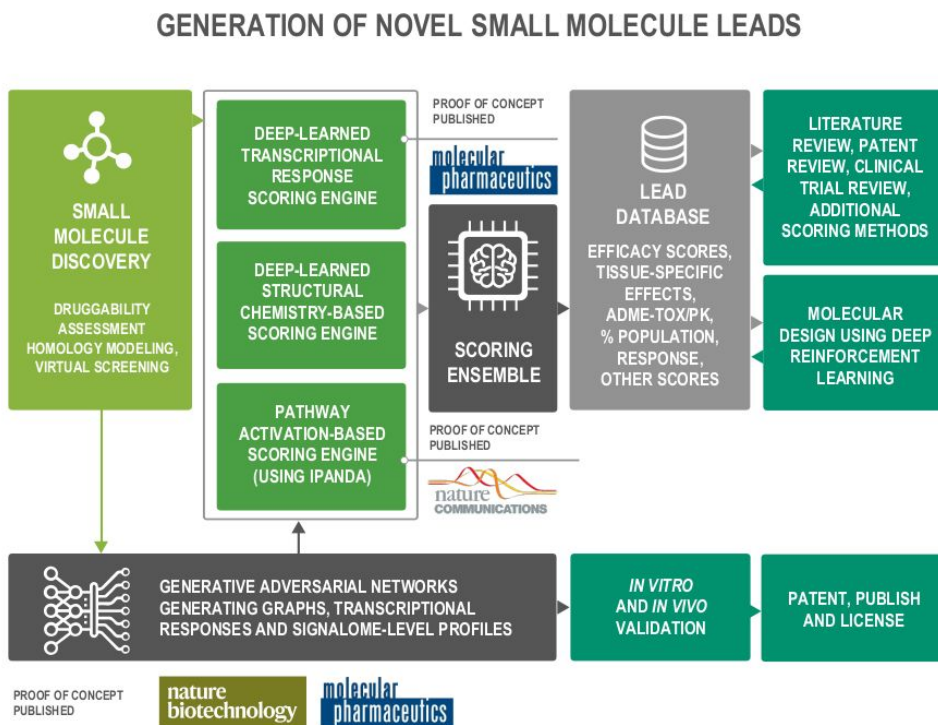 GENERATION OF NOVEL SMALL MOLECULE LEADS
SMALL
MOLECULE
DISCOVERY
DRUGGABILITY
ASSESSMENT
HOMOLOGY MODELING,
VIRTUAL SCREENING
DEEP-LEARNED
TRANSCRIPTIONAL
RESPONSE
SCORING ENGINE
DEEP-LEARNED
STRUCTURAL
CHEMISTRY-BASED
SCORING ENGINE
PATHWAY
ACTIVATION-BASED
SCORING ENGINE
(USING IPANDA)
PROOF OF CONCEPT
PUBLISHED
molecular
pharmaceutics
SCORING
ENSEMBLE
PROOF OF CONCEPT
PUBLISHED
nature
COMMUNICATIONS
LEAD
DATABASE
EFFICACY SCORES,
TISSUE-SPECIFIC
EFFECTS,
ADME-TOX/PK,
% POPULATION,
RESPONSE,
OTHER SCORES
LITERATURE
REVIEW, PATENT
REVIEW, CLINICAL
TRIAL REVIEW,
ADDITIONAL
SCORING METHODS
MOLECULAR
DESIGN USING DEEP
REINFORCEMENT
LEARNING
GENERATIVE ADVERSARIAL NETWORKS
GENERATING GRAPHS, TRANSCRIPTIONAL
RESPONSES AND SIGNALOME-LEVEL PROFILES
IN VITRO
AND IN VIVO
VALIDATION
PATENT, PUBLISH
AND LICENSE
PROOF OF CONCEPT
PUBLISHED
nature
biotechnology
molecular
pharmaceutics